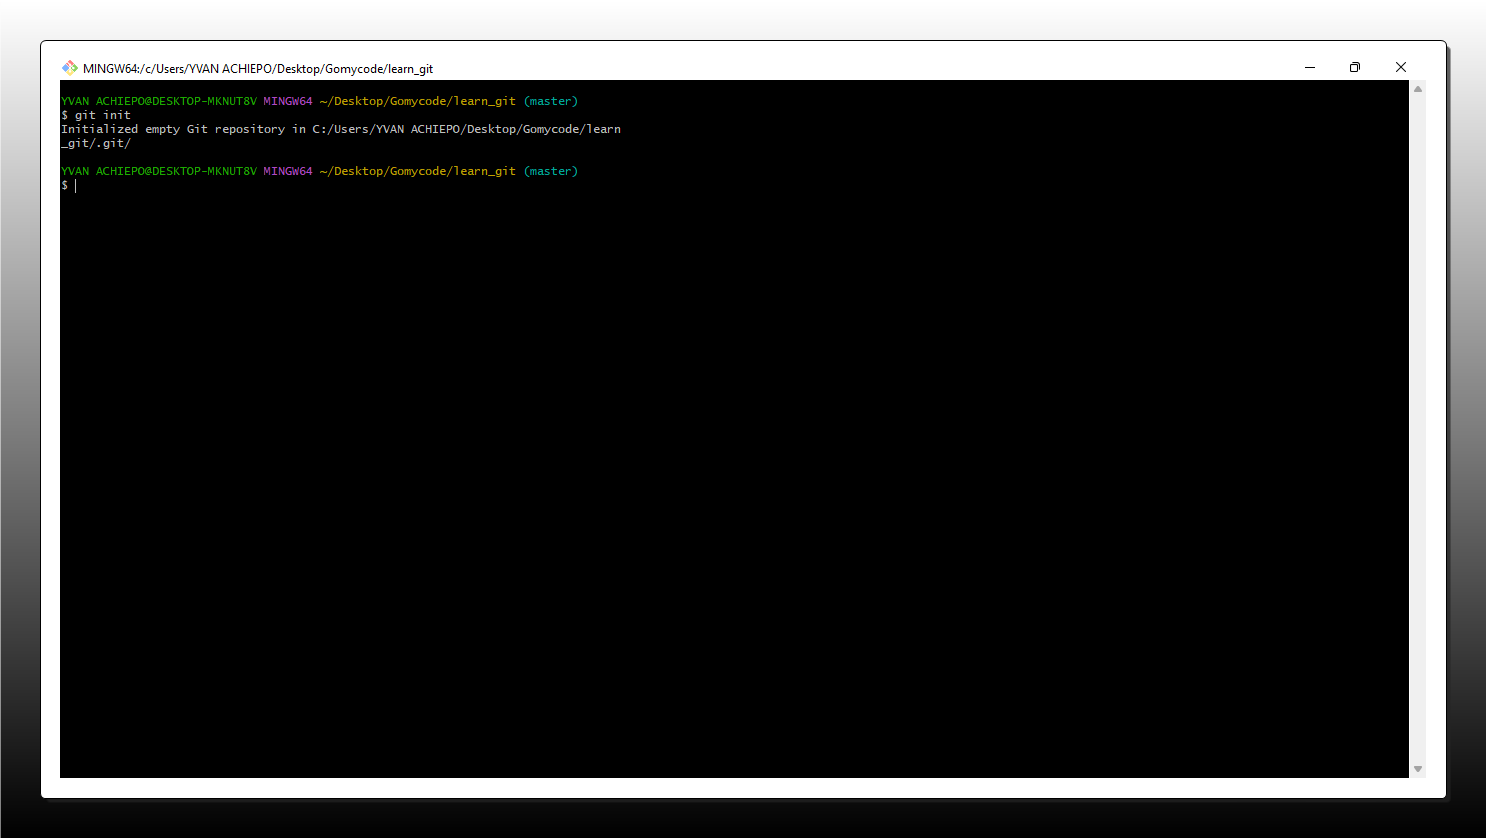 MINGW64:/c/Users/YVAN ACHIEPO/Desktop/Gomycode/learn_git
YVAN ACHIEPO@DESKTOP-MKNUT8V MINGW64 ~/Desktop/Gomycode/learn_git (master)
$ git init
Initialized empty Git repository in C:/Users/YVAN ACHIEPO/Desktop/Gomycode/learn
_git/.git/
YVAN ACHIEPO@DESKTOP-MKNUT8V MINGW64 ~/Desktop/Gomycode/learn_git (master)
$